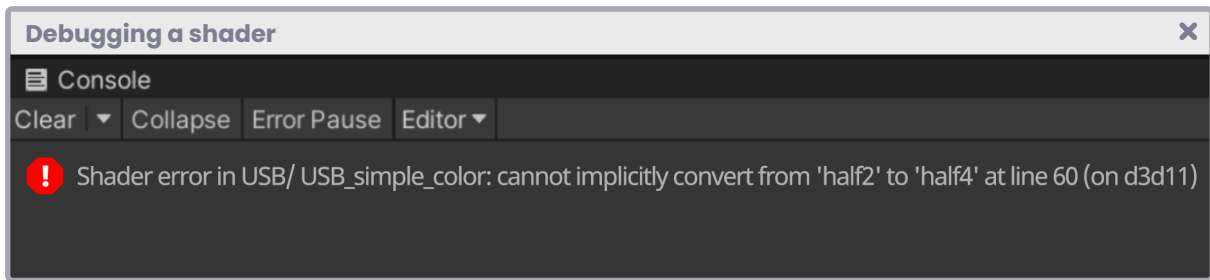 Debugging a shader
Console
Clear Collapse Error Pause Editor
Shader error in USB/ USB_simple_color: cannot implicitly convert from 'half2' to 'half4' at line 60 (on d3d11)